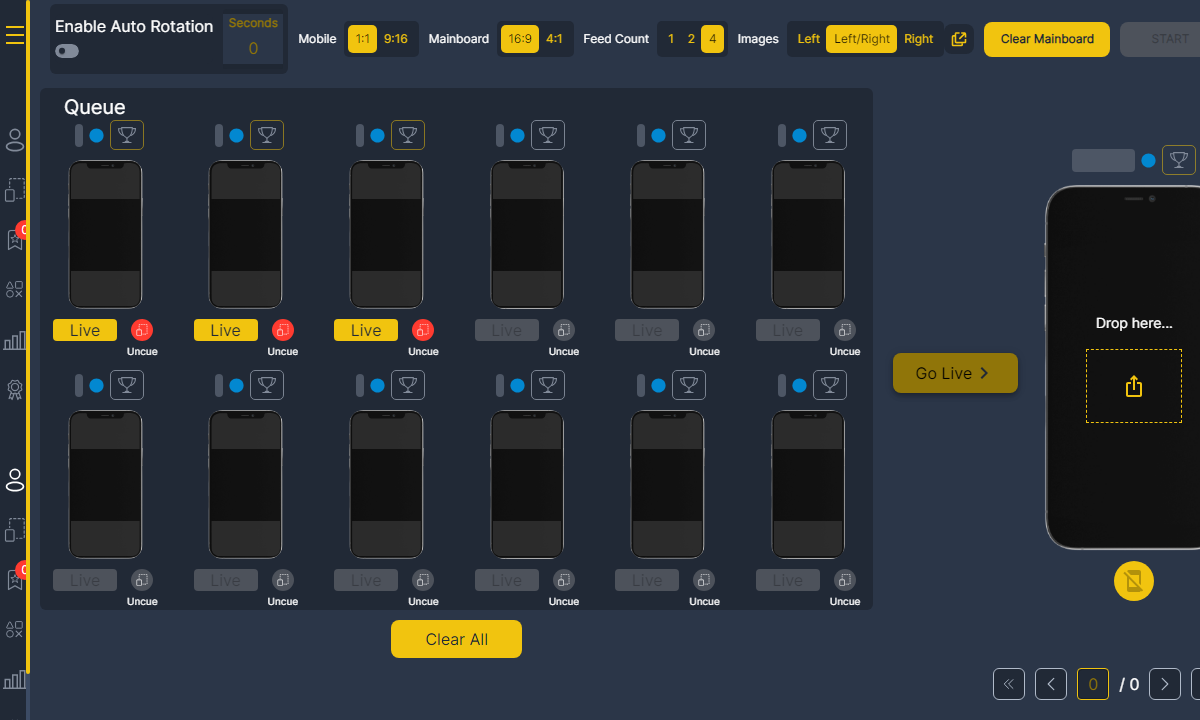 Enable Auto Rotation
Seconds
0
Mobile 1:1 9:16 Mainboard 16:9 4:1 Feed Count 1 2 4 Images Left Left/Right Right Clear Mainboard START
Queue
Live Live Live Live Live Live
Uncue Uncue Uncue Uncue Uncue Uncue
Live Live Live Live Live Live
Uncue Uncue Uncue Uncue Uncue Uncue
Clear All
Go Live
Drop here...
0 / 0